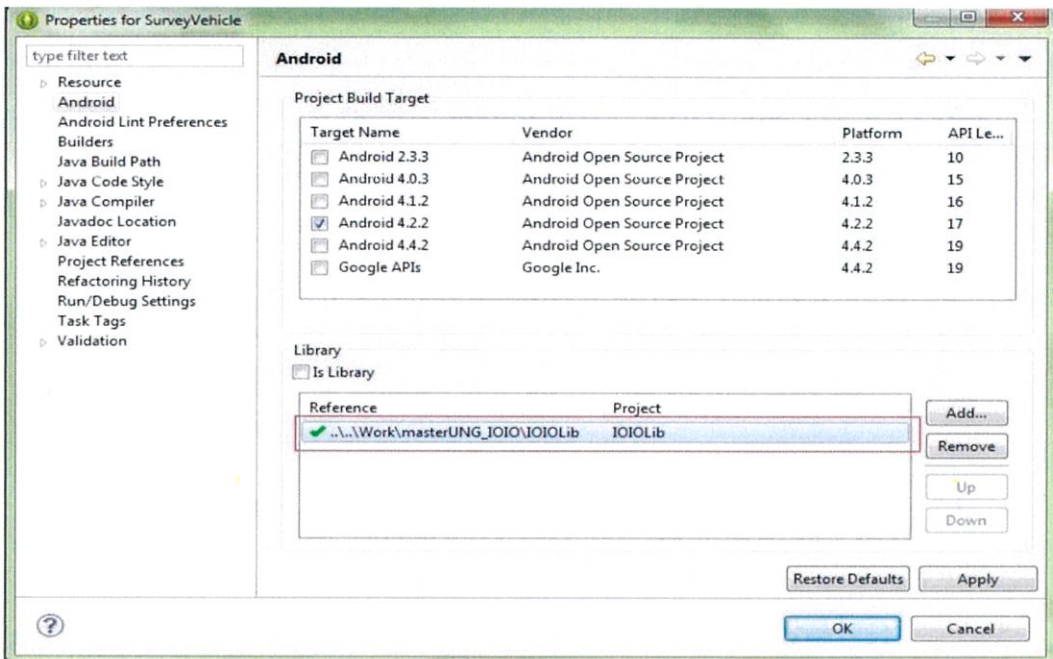 Properties for SurveyVehicle
type filter text
Resource
Android
Android Lint Preferences
Builders
Java Build Path
Java Code Style
Java Compiler
Javadoc Location
Java Editor
Project References
Refactoring History
Run/Debug Settings
Task Tags
Validation
Android
Project Build Target
Target Name Vendor Platform API Le...
Android 2.3.3 Android Open Source Project 2.3.3 10
Android 4.0.3 Android Open Source Project 4.0.3 15
Android 4.1.2 Android Open Source Project 4.1.2 16
Android 4.2.2 Android Open Source Project 4.2.2 17
Android 4.4.2 Android Open Source Project 4.4.2 19
Google APIs Google Inc. 4.4.2 19
Library
Is Library
Reference Project
..\..\Work\masterUNG_IOIO\IOIOLib IOIOLib
Add...
Remove
Up
Down
Restore Defaults Apply
? OK Cancel